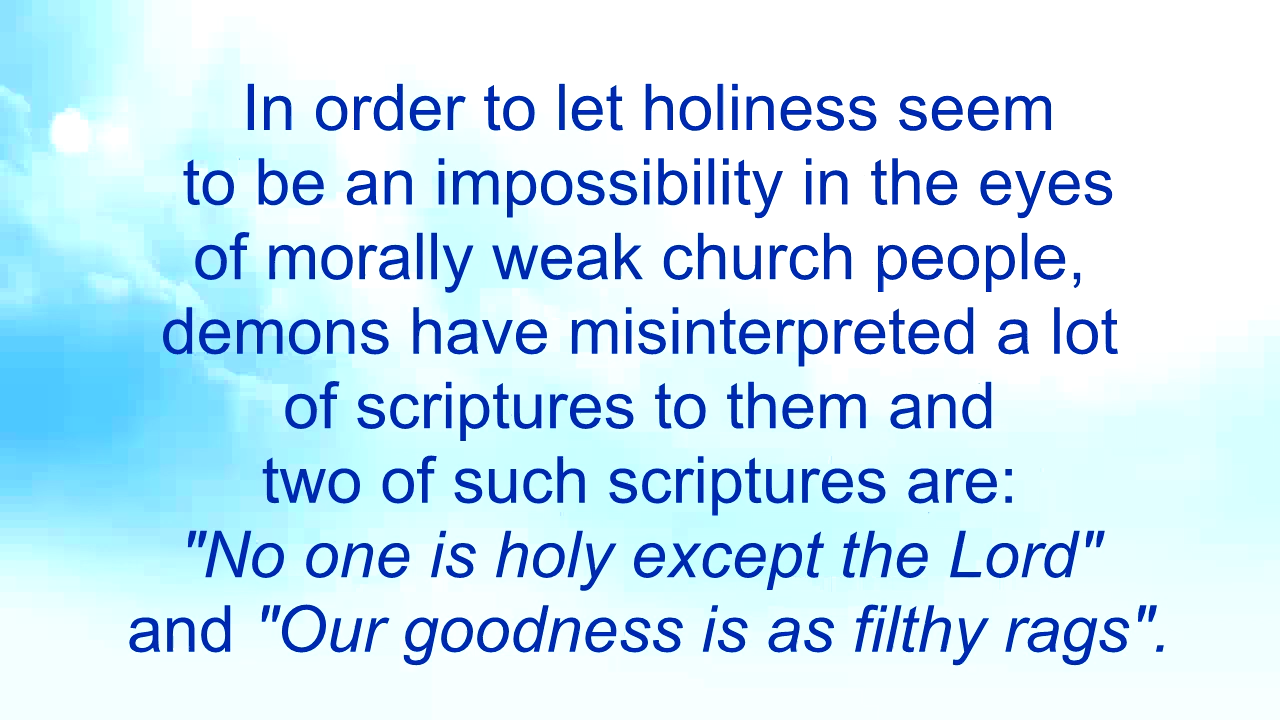 In order to let holiness seem
to be an impossibility in the eyes
of morally weak church people,
demons have misinterpreted a lot
of scriptures to them and
two of such scriptures are:
"No one is holy except the Lord"
and "Our goodness is as filthy rags".